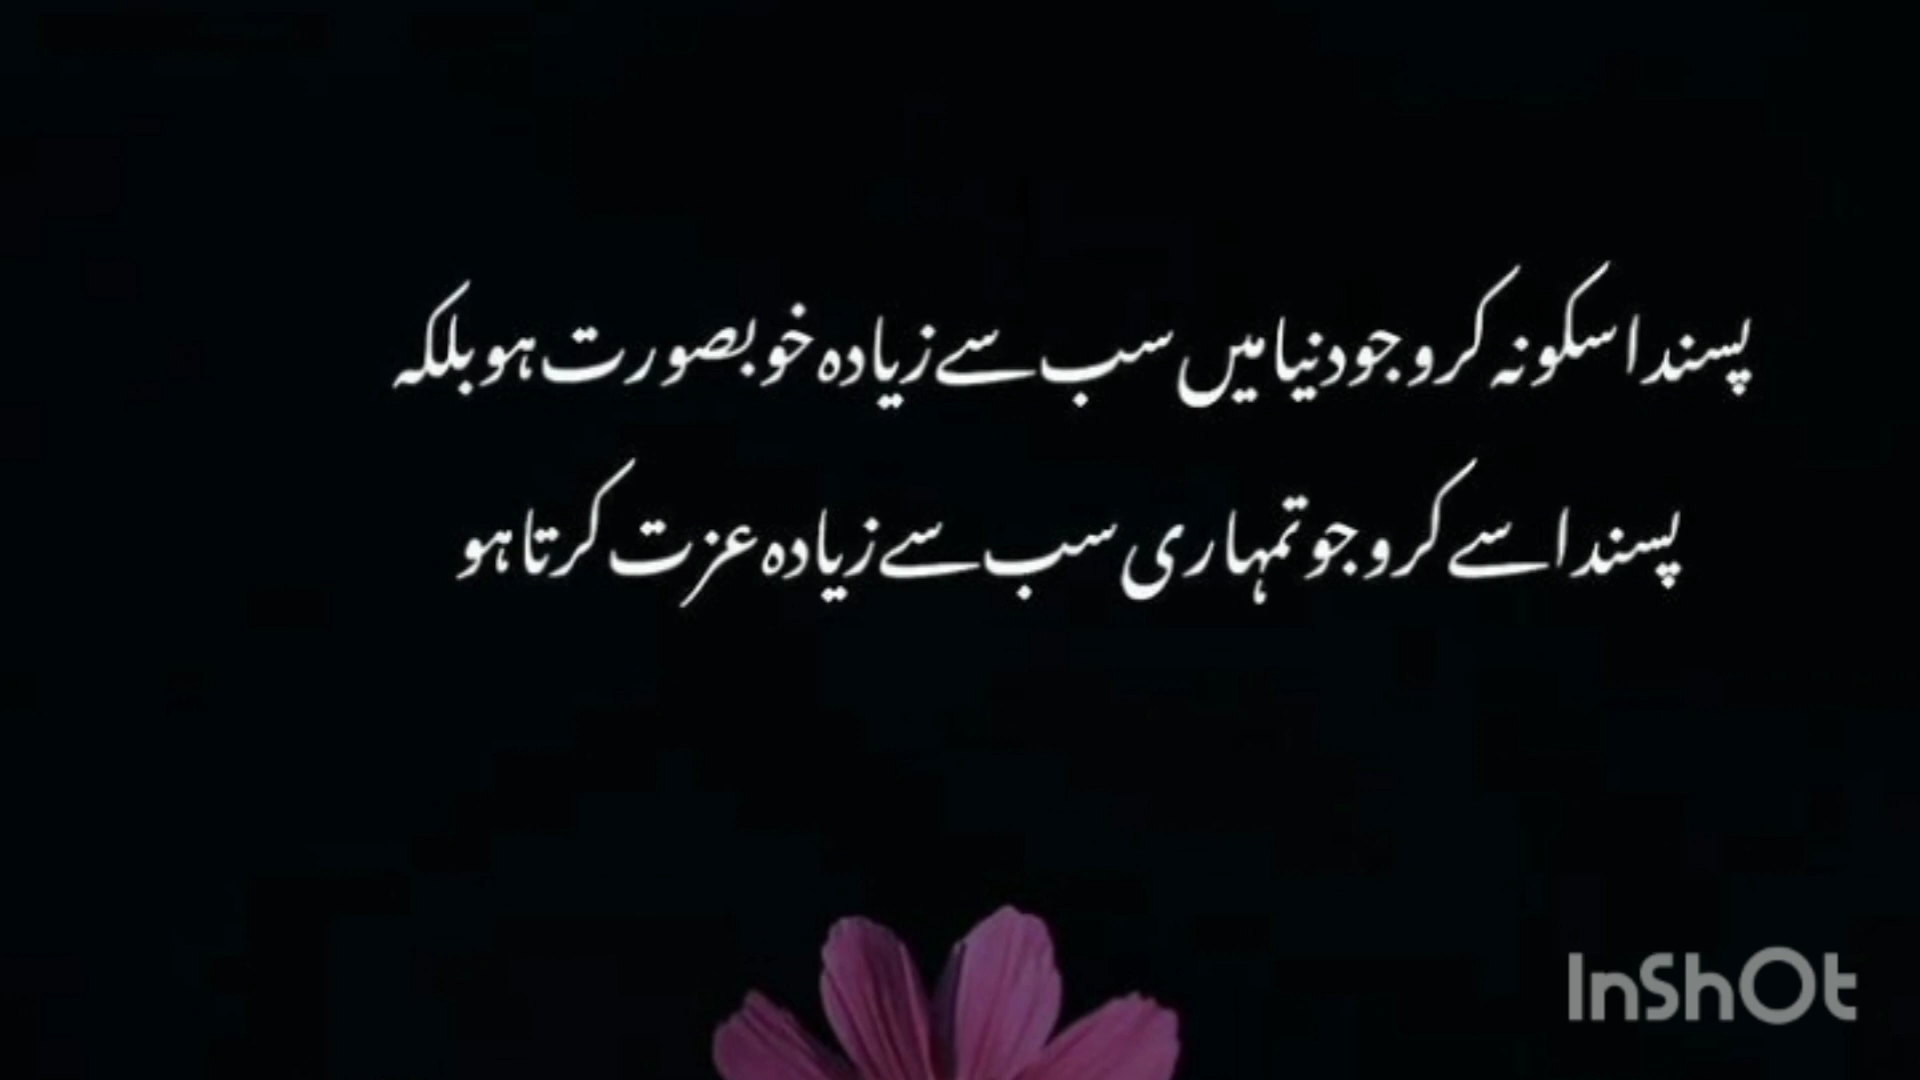 پسند اسکو نہ کرو جو دنیا میں سب سے زیادہ خوبصورت ہو بلکہ
پسند اسے کرو جو تمہاری سب سے زیادہ عزت کرتا ہو
InShOt